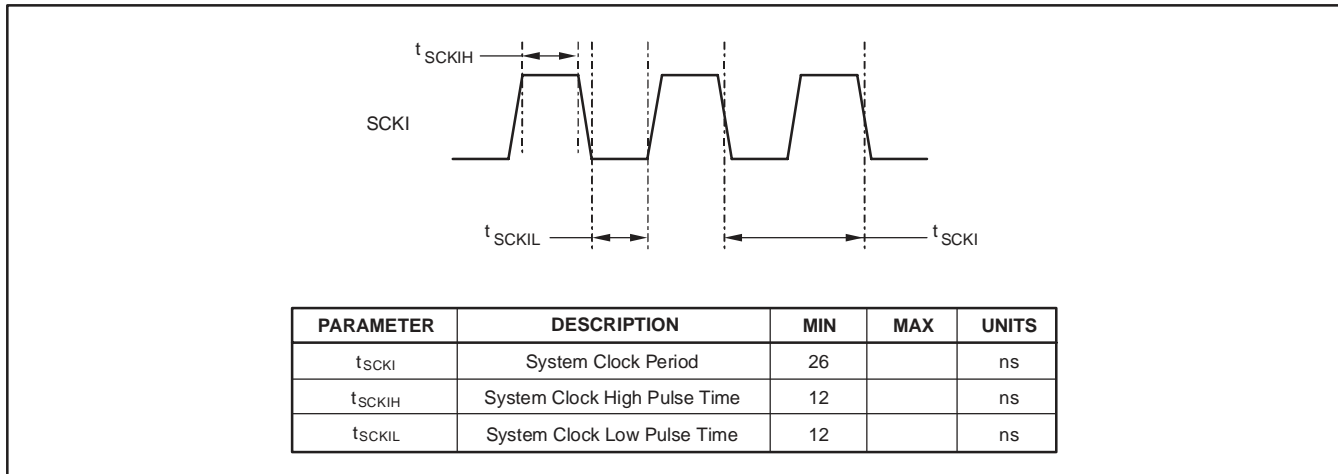 tSCKIH
SCKI
tSCKIL
tSCKI
PARAMETER DESCRIPTION MIN MAX UNITS
tSCKI System Clock Period 26 ns
tSCKIH System Clock High Pulse Time 12 ns
tSCKIL System Clock Low Pulse Time 12 ns